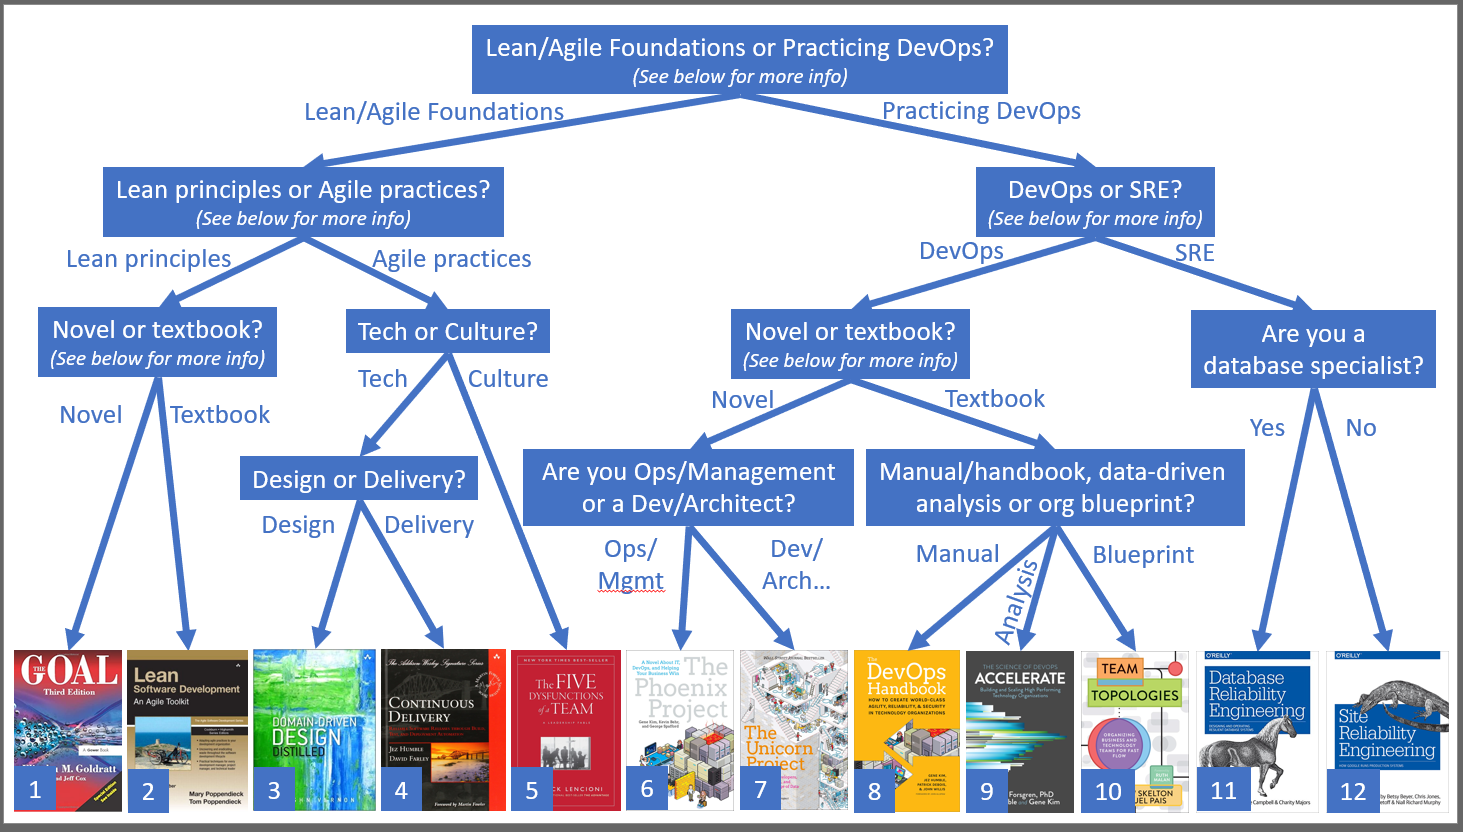 Lean/Agile Foundations or Practicing DevOps?
(See below for more info)
Lean/Agile Foundations
Practicing DevOps
Lean principles or Agile practices?
(See below for more info)
DevOps or SRE?
(See below for more info)
Lean principles
Agile practices
DevOps
SRE
Novel or textbook?
(See below for more info)
Tech or Culture?
Novel or textbook?
(See below for more info)
Are you a
database specialist?
Tech
Culture
Novel
Textbook
Novel
Textbook
Yes
No
Design or Delivery?
Are you Ops/Management
or a Dev/Architect?
Manual/handbook, data-driven
analysis or org blueprint?
Design
Delivery
Ops/
Mgmt
Dev/
Arch...
Manual
Analysis
Blueprint
THE
GOAL
Third Edition
M. Goldratt
Jeff Cox
1
Lean
Software Development
An Agile Toolkit
Mary Poppendieck
Tom Poppendieck
2
DOMAIN-DRIVEN
DESIGN
DISTILLED
VERNON
3
The Addison Wesley Signature Series
CONTINUOUS
DELIVERY
JEZ HUMBLE
DAVID FARLEY
Foreword by Martin Fowler
4
NEW YORK TIMES BEST-SELLER
The FIVE
DYSFUNCTIONS
of a TEAM
A LEADERSHIP FABLE
CK LENCIONI
5
A Novel About IT,
DevOps, and Helping
Your Business Win
The
Phoenix
Project
Gene Kim, Kevin Behr,
and George Spafford
6
WALL STREET JOURNAL BESTSELLER
The
Unicorn
Project
7
The
DevOps
Handbook
HOW TO CREATE WORLD-CLASS
AGILITY, RELIABILITY, & SECURITY
IN TECHNOLOGY ORGANIZATIONS
GENE KIM,
JEZ HUMBLE,
PATRICK DEBOIS,
& JOHN WILLIS
8
THE SCIENCE OF DEVOPS
ACCELERATE
Building and Scaling High Performing
Technology Organizations
Forsgren, PhD
ble and Gene Kim
9
TEAM
TOPOLOGIES
ORGANIZING
BUSINESS AND
TECHNOLOGY
TEAMS FOR FAST
FLOW
RUTH
MALAN
SKELTON
UEL PAIS
10
O'REILLY
Database
Reliability
Engineering
DESIGNING AND OPERATING
RESILIENT DATABASE SYSTEMS
Campbell & Charity Majors
11
O'REILLY
Site
Reliability
Engineering
HOW GOOGLE RUNS PRODUCTION SYSTEMS
by Betsy Beyer, Chris Jones,
etoff & Niall Richard Murphy
12